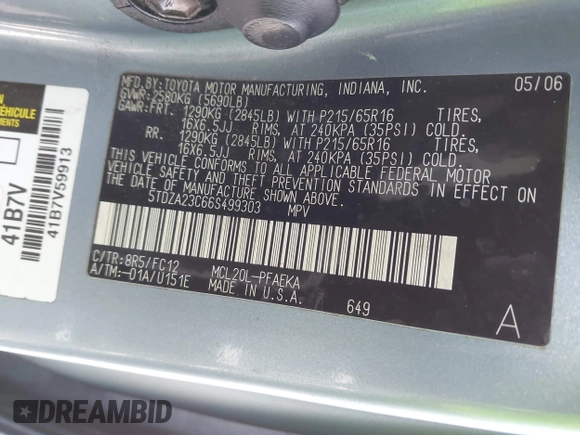 MFD. BY: TOYOTA MOTOR MANUFACTURING, INDIANA, INC. 05/06
GVWR: 2580KG (5690LB)
GAWR: FRT. 1290KG (2845LB) WITH P215/65R16 TIRES,
16X6.5JJ RIMS, AT 240KPA (35PSI) COLD.
RR. 1290KG (2845LB) WITH P215/65R16 TIRES,
16X6.5JJ RIMS, AT 240KPA (35PSI) COLD.
THIS VEHICLE CONFORMS TO ALL APPLICABLE FEDERAL MOTOR
VEHICLE SAFETY AND THEFT PREVENTION STANDARDS IN EFFECT
ON THE DATE OF MANUFACTURE SHOWN ABOVE.
5TDZA23C66S499303 MPV
C/TR: 8R5/FC12 MCL20L-PFAEKA
A/TM: -01A/U151E MADE IN U.S.A.
649
A
VÉHICULE
41B7V
41B7V59913
DREAMBID